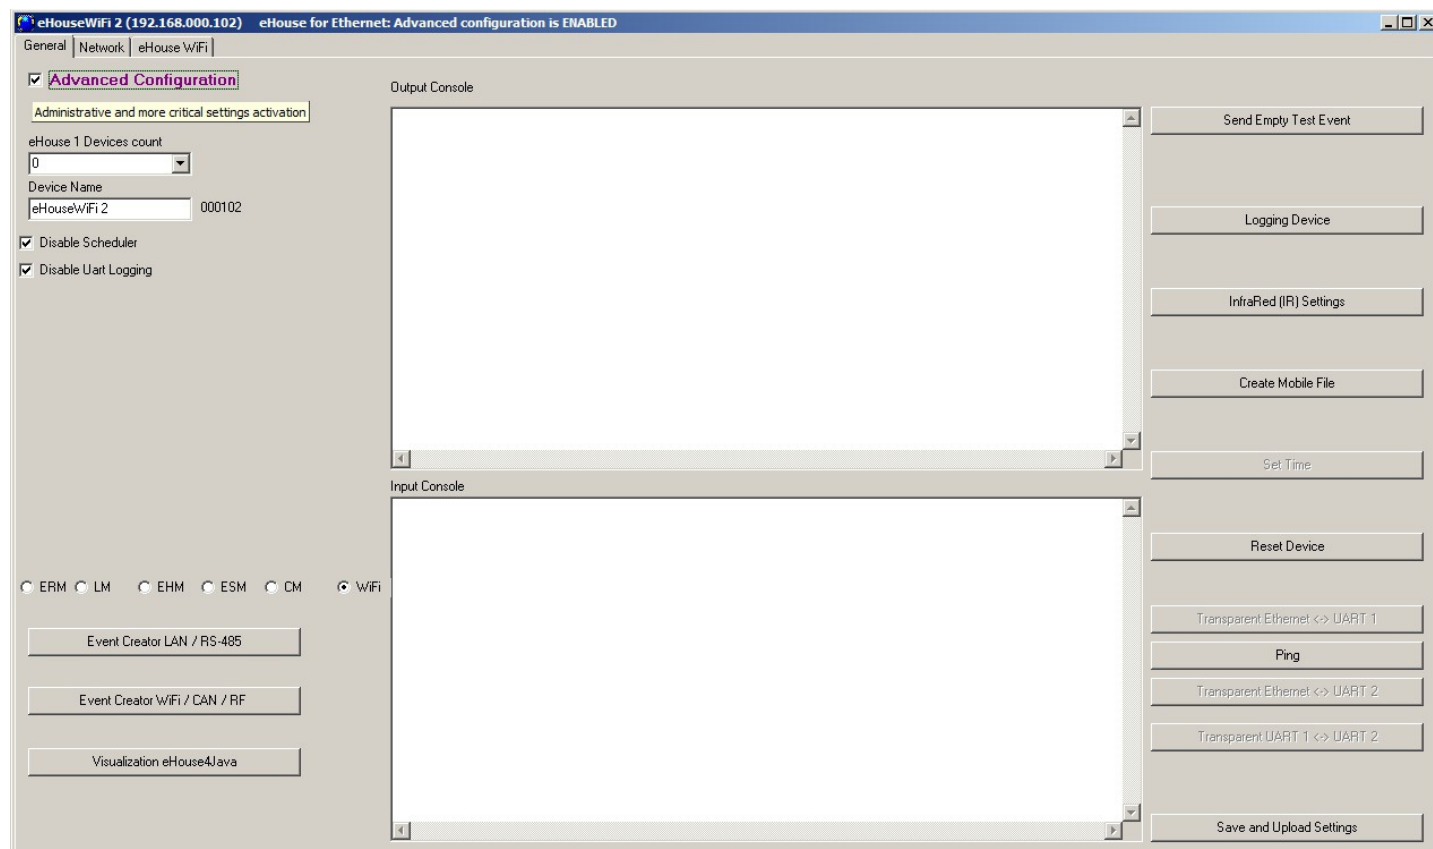 eHouseWiFi 2 (192.168.000.102) eHouse for Ethernet: Advanced configuration is ENABLED
General Network eHouse WiFi
Advanced Configuration
Administrative and more critical settings activation
eHouse 1 Devices count
0
Device Name
eHouseWiFi 2 000102
Disable Scheduler
Disable Uart Logging
ERM LM EHM ESM CM WiFi
Event Creator LAN / RS-485
Event Creator WiFi / CAN / RF
Visualization eHouse4Java
Output Console
Input Console
Send Empty Test Event
Logging Device
InfraRed (IR) Settings
Create Mobile File
Set Time
Reset Device
Transparent Ethernet <-> UART 1
Ping
Transparent Ethernet <-> UART 2
Transparent UART 1 <-> UART 2
Save and Upload Settings